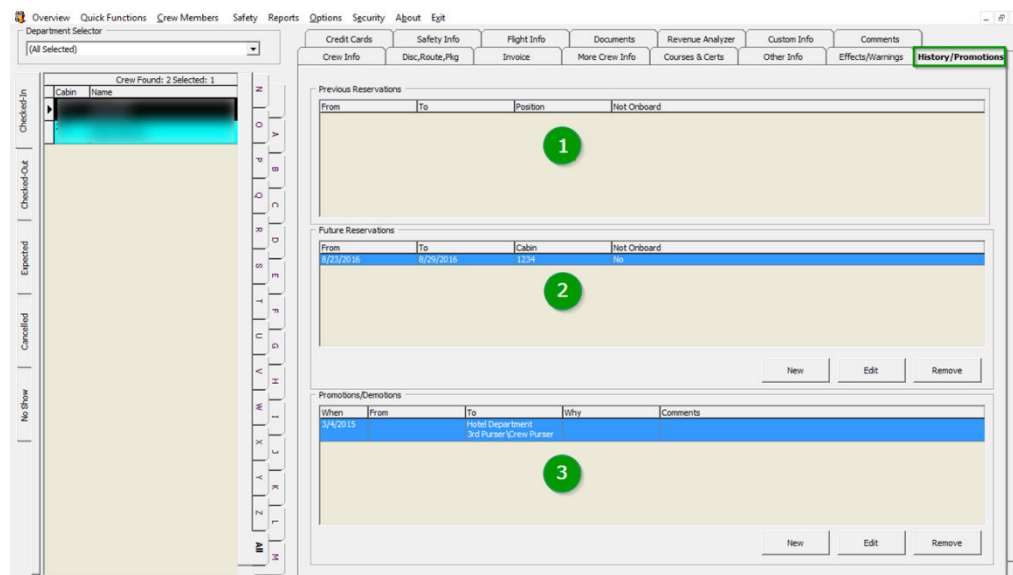 Overview Quick Functions Crew Members Safety Reports Options Security About Exit
Department Selector
(All Selected)
Crew Found: 2 Selected: 1
Cabin Name
Checked-In
Checked-Out
Expected
Cancelled
No Show
N
O
P
Q
R
S
T
U
V
W
X
Y
Z
All
A
B
C
D
E
F
G
H
I
J
K
L
M
Credit Cards Safety Info Flight Info Documents Revenue Analyzer Custom Info Comments
Crew Info Disc,Route,Pkg Invoice More Crew Info Courses & Certs Other Info Effects/Warnings History/Promotions
Previous Reservations
From To Position Not Onboard
1
Future Reservations
From To Cabin Not Onboard
8/23/2016 8/29/2016 1234 No
2
New Edit Remove
Promotions/Demotions
When From To Why Comments
3/4/2015 Hotel Department
3rd Purser\Crew Purser
3
New Edit Remove